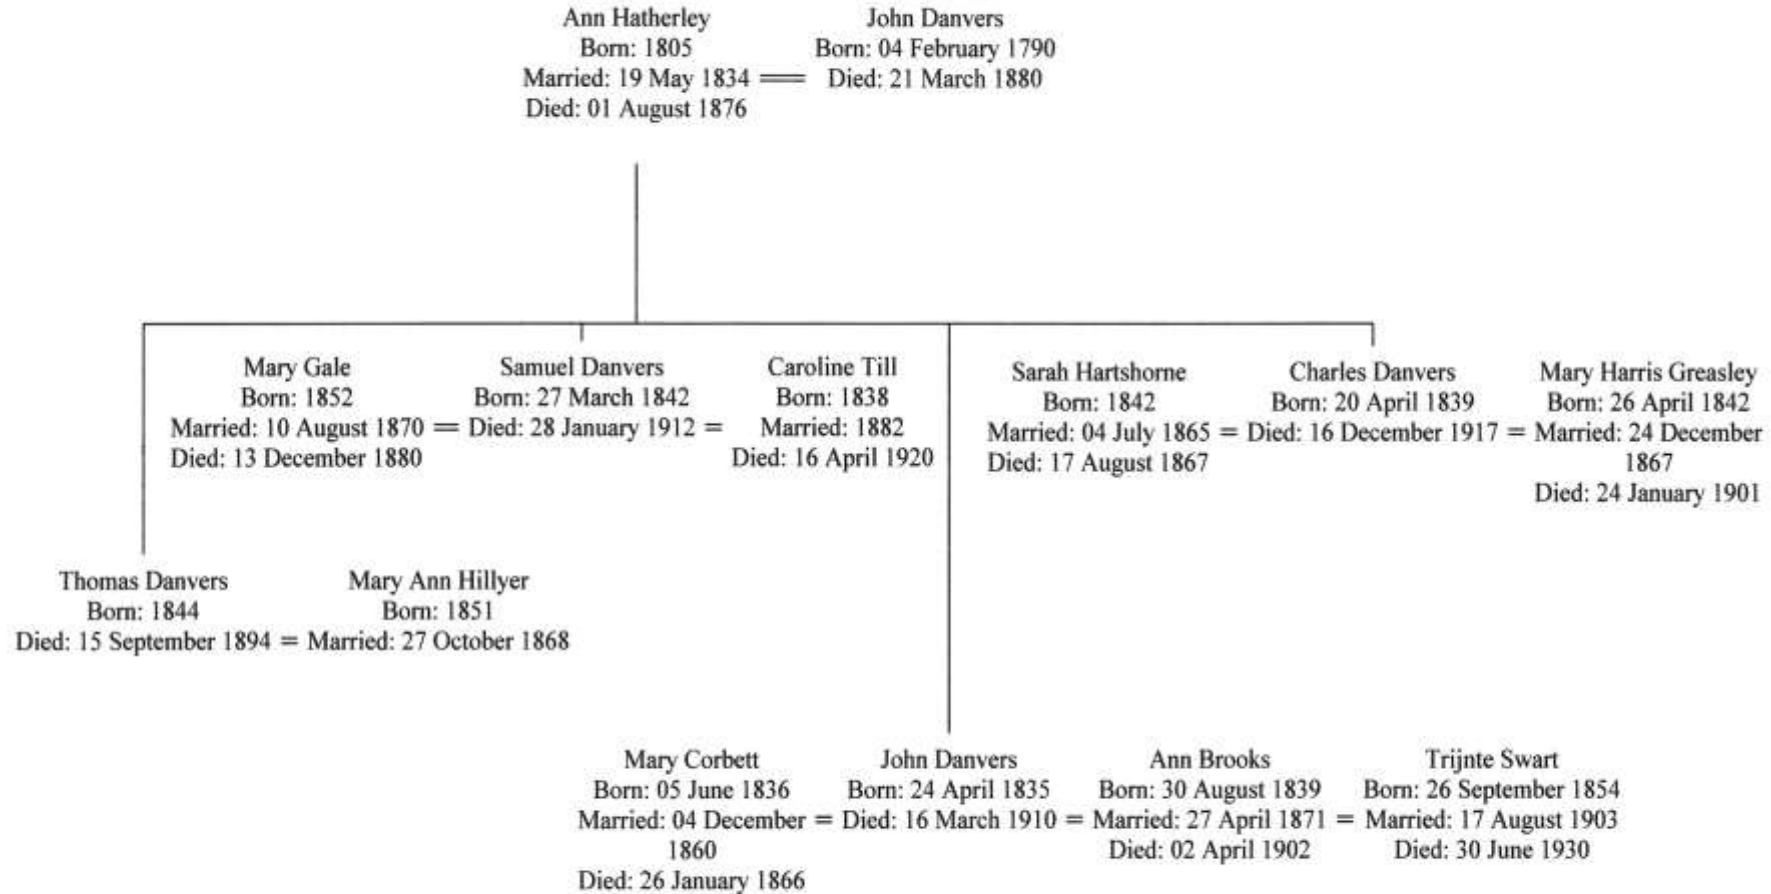 Ann Hatherley
Born: 1805
Married: 19 May 1834 =
Died: 01 August 1876
John Danvers
Born: 04 February 1790
Died: 21 March 1880
Mary Gale
Born: 1852
Married: 10 August 1870 =
Died: 13 December 1880
Samuel Danvers
Born: 27 March 1842
Died: 28 January 1912 =
Caroline Till
Born: 1838
Married: 1882
Died: 16 April 1920
Sarah Hartshorne
Born: 1842
Married: 04 July 1865 =
Died: 17 August 1867
Charles Danvers
Born: 20 April 1839
Died: 16 December 1917 =
Mary Harris Greasley
Born: 26 April 1842
Married: 24 December
1867
Died: 24 January 1901
Thomas Danvers
Born: 1844
Died: 15 September 1894 =
Mary Ann Hillyer
Born: 1851
Married: 27 October 1868
Mary Corbett
Born: 05 June 1836
Married: 04 December =
1860
Died: 26 January 1866
John Danvers
Born: 24 April 1835
Died: 16 March 1910 =
Ann Brooks
Born: 30 August 1839
Married: 27 April 1871 =
Died: 02 April 1902
Trijnte Swart
Born: 26 September 1854
Married: 17 August 1903
Died: 30 June 1930